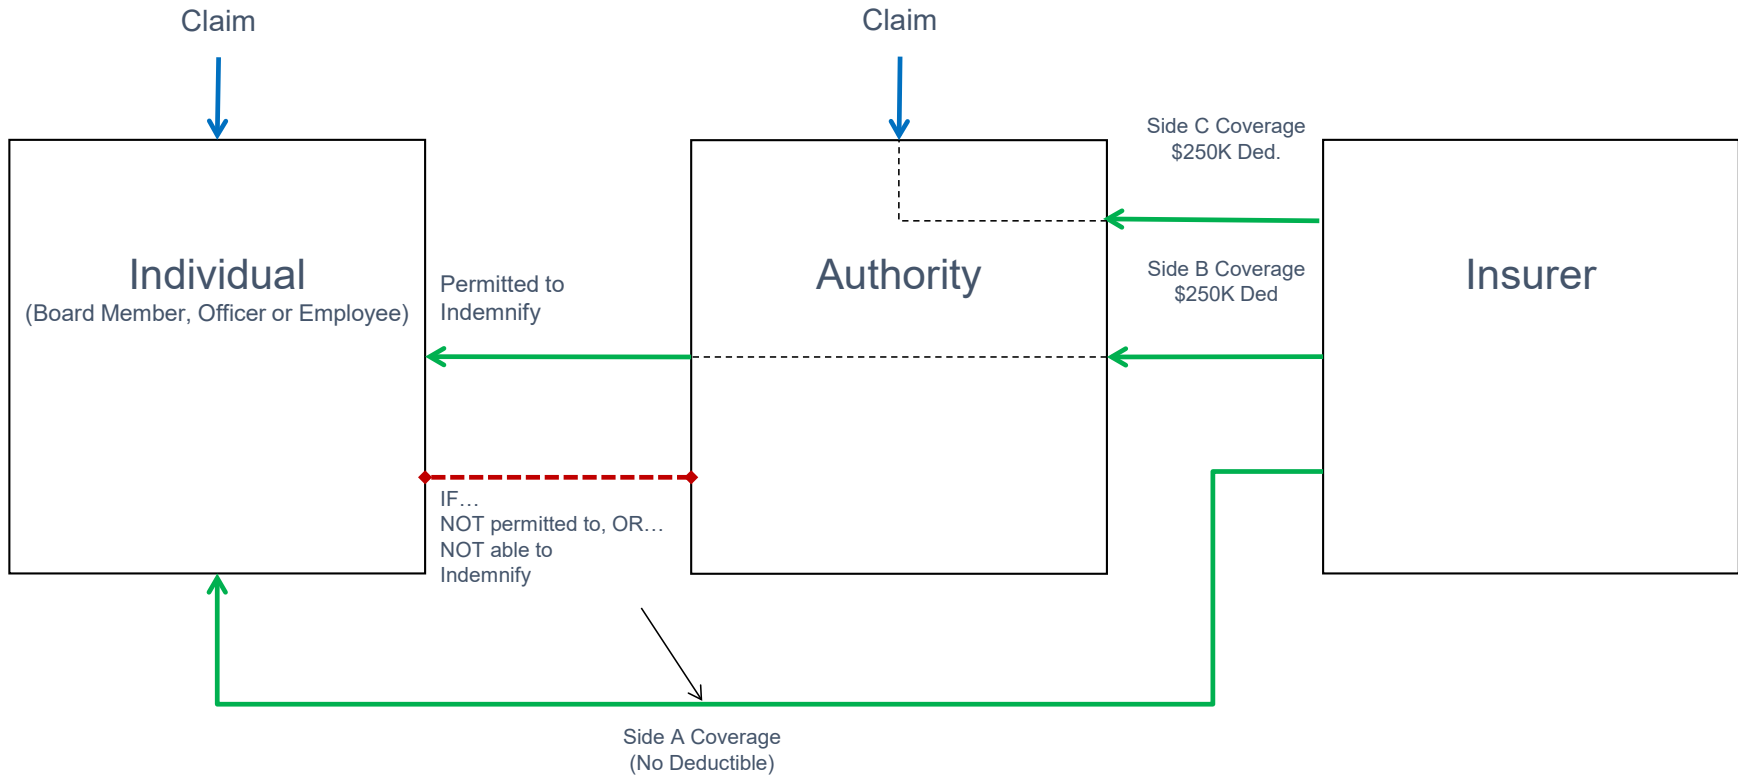 Claim
Claim
Side C Coverage
$250K Ded.
Individual
(Board Member, Officer or Employee)
Permitted to
Indemnify
Authority
Side B Coverage
$250K Ded
Insurer
IF…
NOT permitted to, OR…
NOT able to
Indemnify
Side A Coverage
(No Deductible)